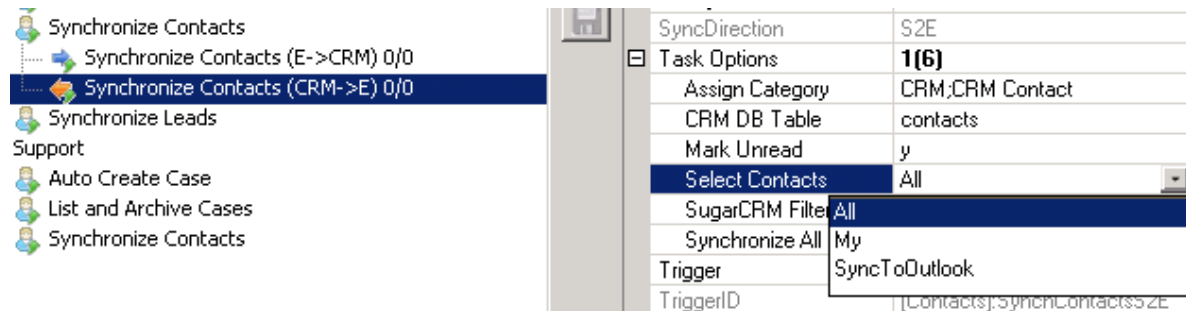 Synchronize Contacts
Synchronize Contacts (E->CRM) 0/0
Synchronize Contacts (CRM->E) 0/0
Synchronize Leads
Support
Auto Create Case
List and Archive Cases
Synchronize Contacts
SyncDirection S2E
Task Options 1(6)
Assign Category CRM;CRM Contact
CRM DB Table contacts
Mark Unread y
Select Contacts All
SugarCRM Filter All
Synchronize All My
Trigger SyncToOutlook
TriggerID [Contacts]:SynchContactsS2E